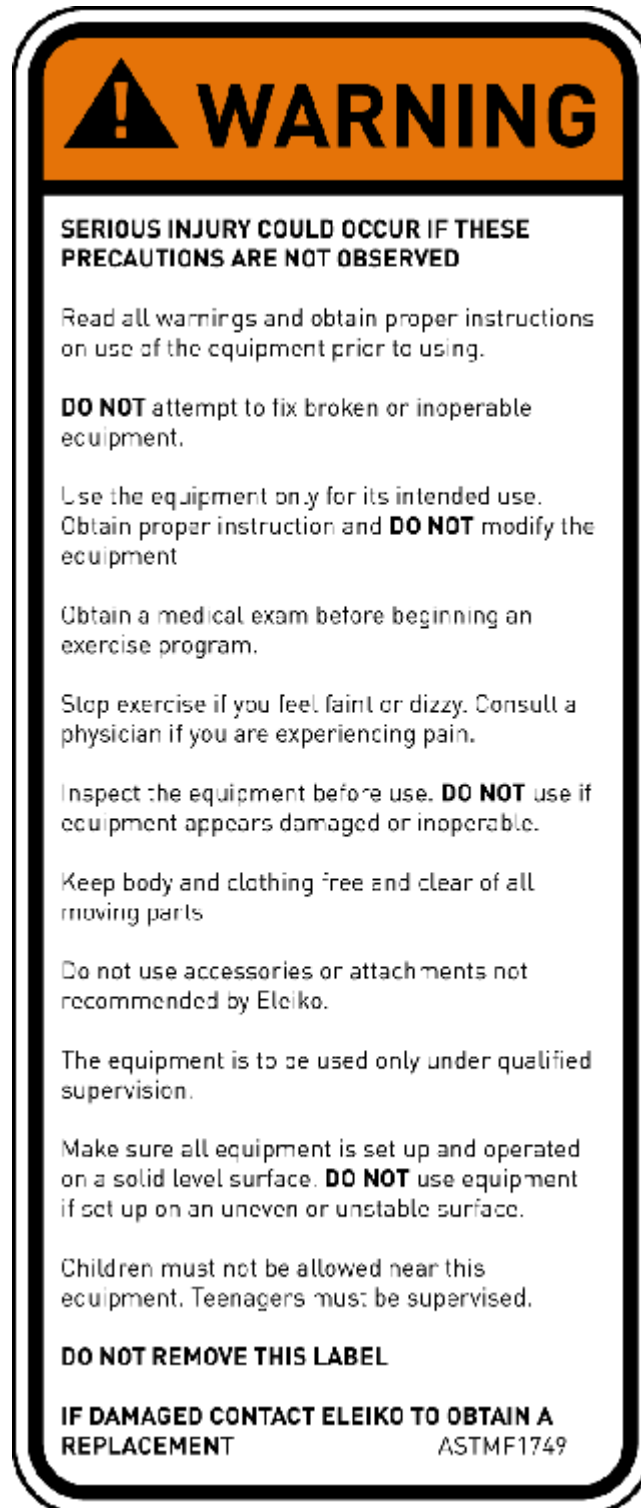 WARNING
SERIOUS INJURY COULD OCCUR IF THESE
PRECAUTIONS ARE NOT OBSERVED
Read all warnings and obtain proper instructions
on use of the equipment prior to using.
DO NOT attempt to fix broken or inoperable
equipment.
Use the equipment only for its intended use.
Obtain proper instruction and DO NOT modify the
equipment
Obtain a medical exam before beginning an
exercise program.
Stop exercise if you feel faint or dizzy. Consult a
physician if you are experiencing pain.
Inspect the equipment before use. DO NOT use if
equipment appears damaged or inoperable.
Keep body and clothing free and clear of all
moving parts
Do not use accessories or attachments not
recommended by Eleiko.
The equipment is to be used only under qualified
supervision.
Make sure all equipment is set up and operated
on a solid level surface. DO NOT use equipment
if set up on an uneven or unstable surface.
Children must not be allowed near this
equipment. Teenagers must be supervised.
DO NOT REMOVE THIS LABEL
IF DAMAGED CONTACT ELEIKO TO OBTAIN A
REPLACEMENT ASTMF1749